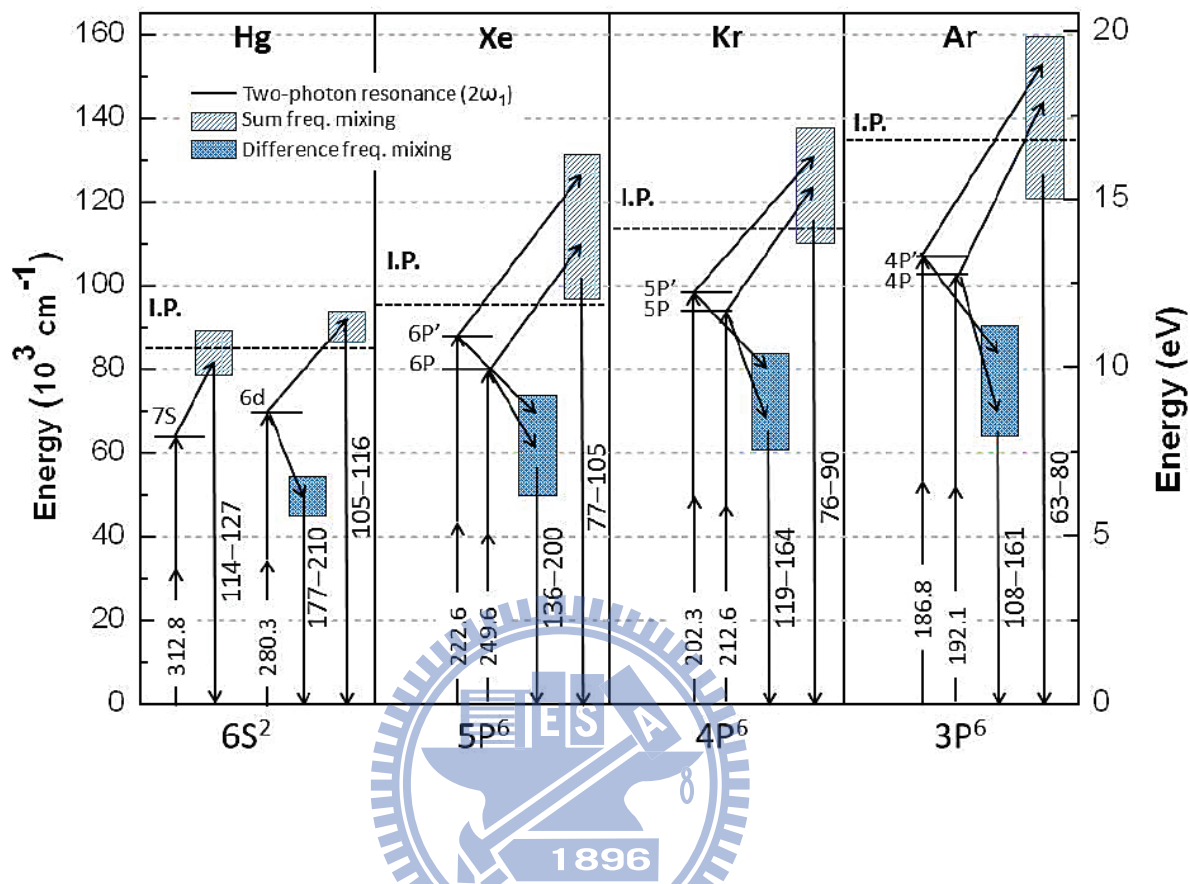 Hg Xe Kr Ar
Two-photon resonance (2ω₁)
Sum freq. mixing
Difference freq. mixing
Energy (10³ cm⁻¹)
160
140
120
100
80
60
40
20
0
I.P.
7S
6d
312.8
114–127
280.3
177–210
105–116
6S²
I.P.
6P'
6P
222.6
249.6
136–200
77–105
5P⁶
I.P.
5P'
5P
202.3
212.6
119–164
76–90
4P⁶
I.P.
4P'
4P
186.8
192.1
108–161
63–80
3P⁶
20
15
10
5
0
Energy (eV)
E S A
8
1896